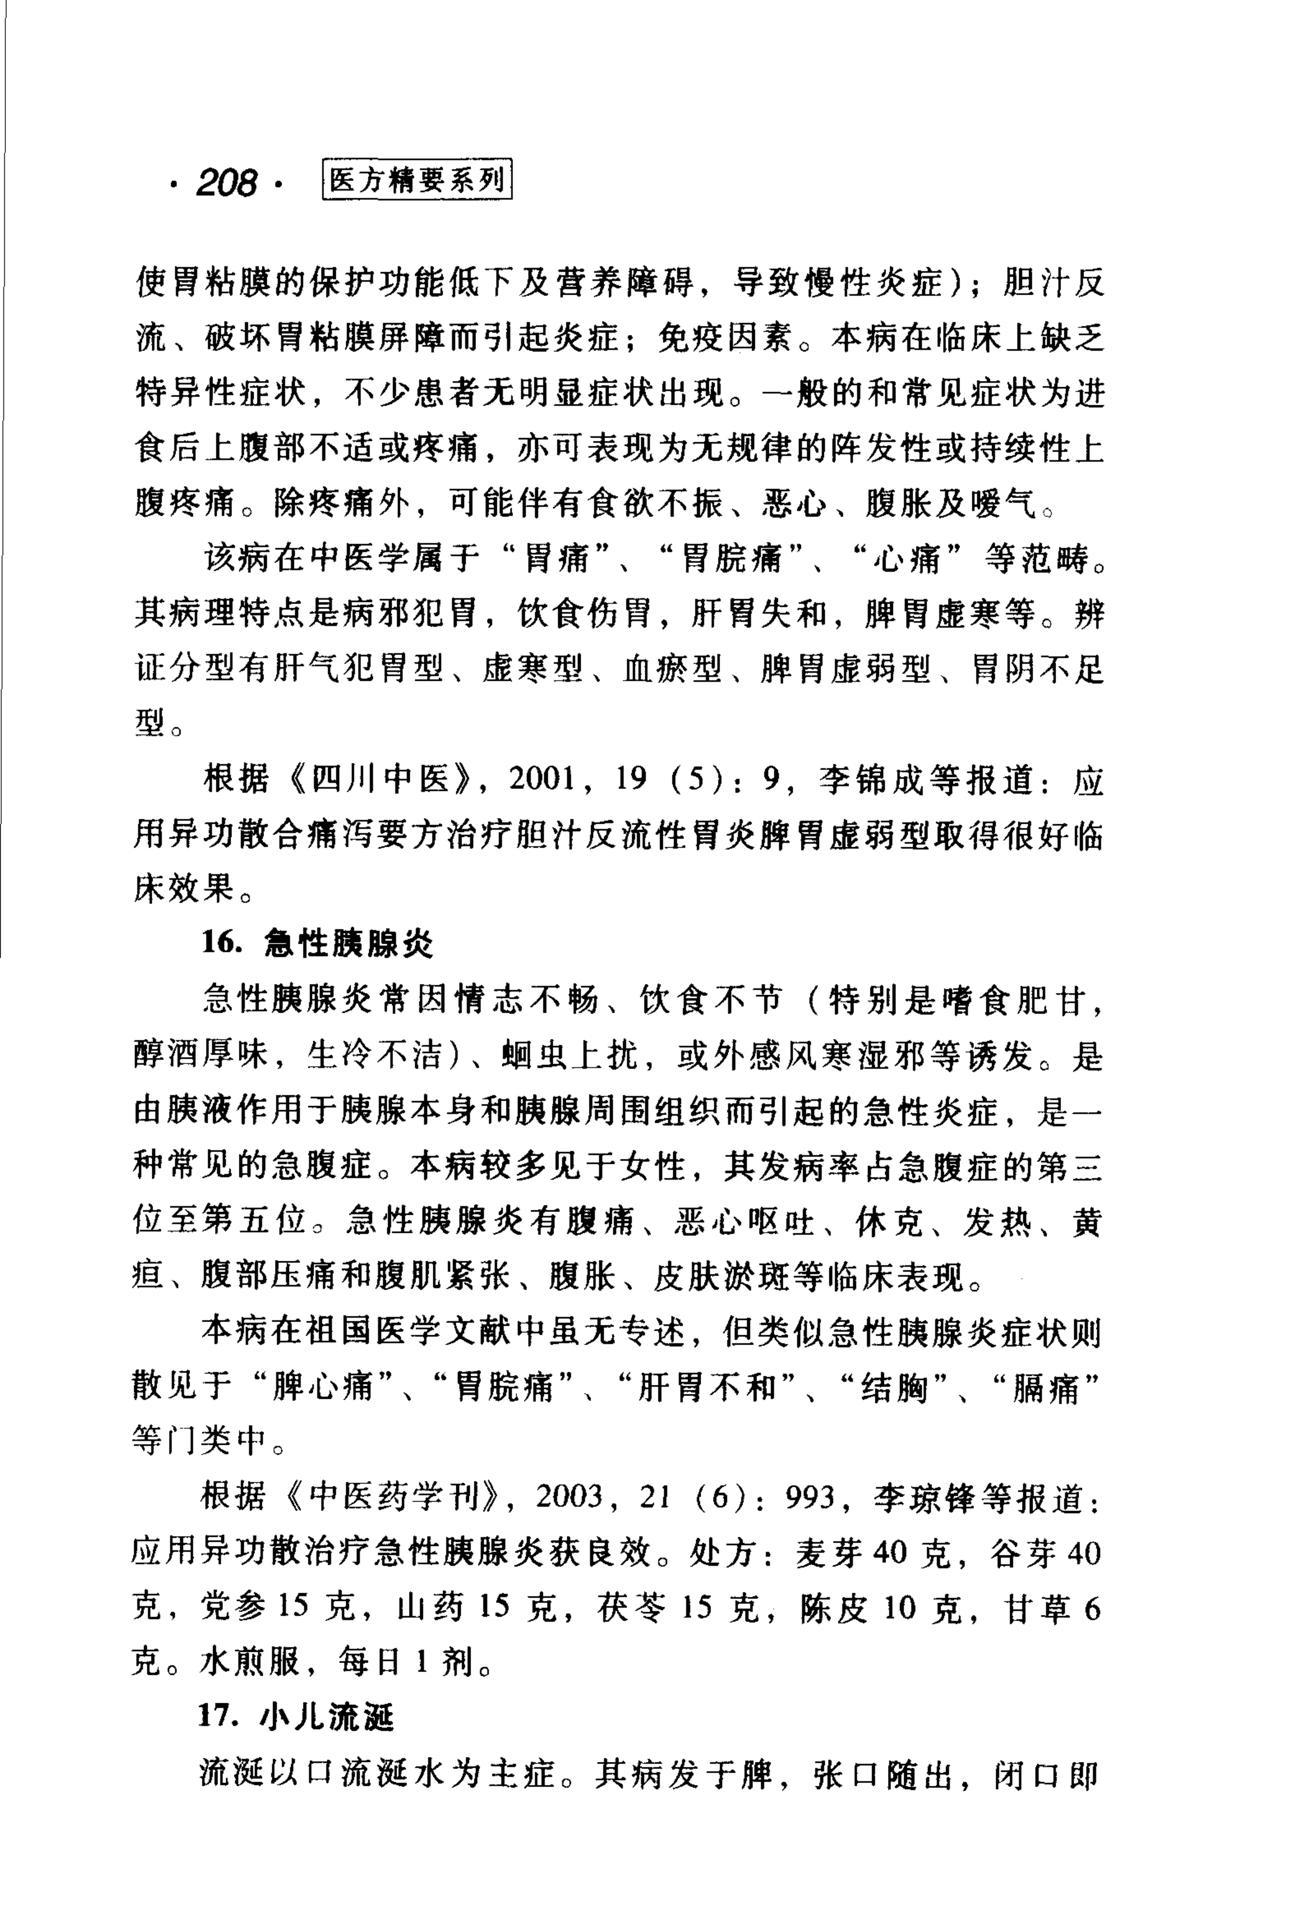 ·208· 医方精要系列
使胃粘膜的保护功能低下及营养障碍，导致慢性炎症）；胆汁反
流、破坏胃粘膜屏障而引起炎症；免疫因素。本病在临床上缺乏
特异性症状，不少患者无明显症状出现。一般的和常见症状为进
食后上腹部不适或疼痛，亦可表现为无规律的阵发性或持续性上
腹疼痛。除疼痛外，可能伴有食欲不振、恶心、腹胀及嗳气。
该病在中医学属于“胃痛”、“胃脘痛”、“心痛”等范畴。
其病理特点是病邪犯胃，饮食伤胃，肝胃失和，脾胃虚寒等。辨
证分型有肝气犯胃型、虚寒型、血瘀型、脾胃虚弱型、胃阴不足
型。
根据《四川中医》，2001，19（5）：9，李锦成等报道：应
用异功散合痛泻要方治疗胆汁反流性胃炎脾胃虚弱型取得很好临
床效果。
16. 急性胰腺炎
急性胰腺炎常因情志不畅、饮食不节（特别是嗜食肥甘，
醇酒厚味，生冷不洁）、蛔虫上扰，或外感风寒湿邪等诱发。是
由胰液作用于胰腺本身和胰腺周围组织而引起的急性炎症，是一
种常见的急腹症。本病较多见于女性，其发病率占急腹症的第三
位至第五位。急性胰腺炎有腹痛、恶心呕吐、休克、发热、黄
疸、腹部压痛和腹肌紧张、腹胀、皮肤淤斑等临床表现。
本病在祖国医学文献中虽无专述，但类似急性胰腺炎症状则
散见于“脾心痛”、“胃脘痛”、“肝胃不和”、“结胸”、“膈痛”
等门类中。
根据《中医药学刊》，2003，21（6）：993，李琼锋等报道：
应用异功散治疗急性胰腺炎获良效。处方：麦芽40克，谷芽40
克，党参15克，山药15克，茯苓15克，陈皮10克，甘草6
克。水煎服，每日1剂。
17. 小儿流涎
流涎以口流涎水为主症。其病发于脾，张口随出，闭口即